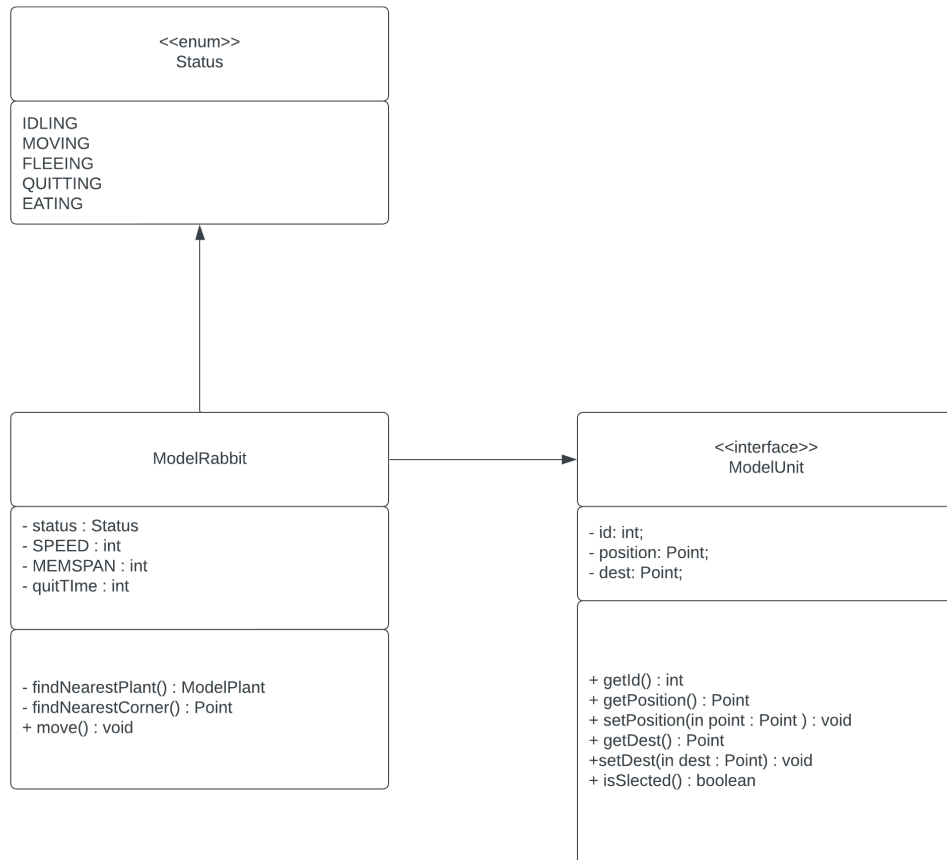 <<enum>>
Status
IDLING
MOVING
FLEEING
QUITTING
EATING
ModelRabbit
- status : Status
- SPEED : int
- MEMSPAN : int
- quitTIme : int
- findNearestPlant() : ModelPlant
- findNearestCorner() : Point
+ move() : void
<<interface>>
ModelUnit
- id: int;
- position: Point;
- dest: Point;
+ getId() : int
+ getPosition() : Point
+ setPosition(in point : Point ) : void
+ getDest() : Point
+setDest(in dest : Point) : void
+ isSlected() : boolean